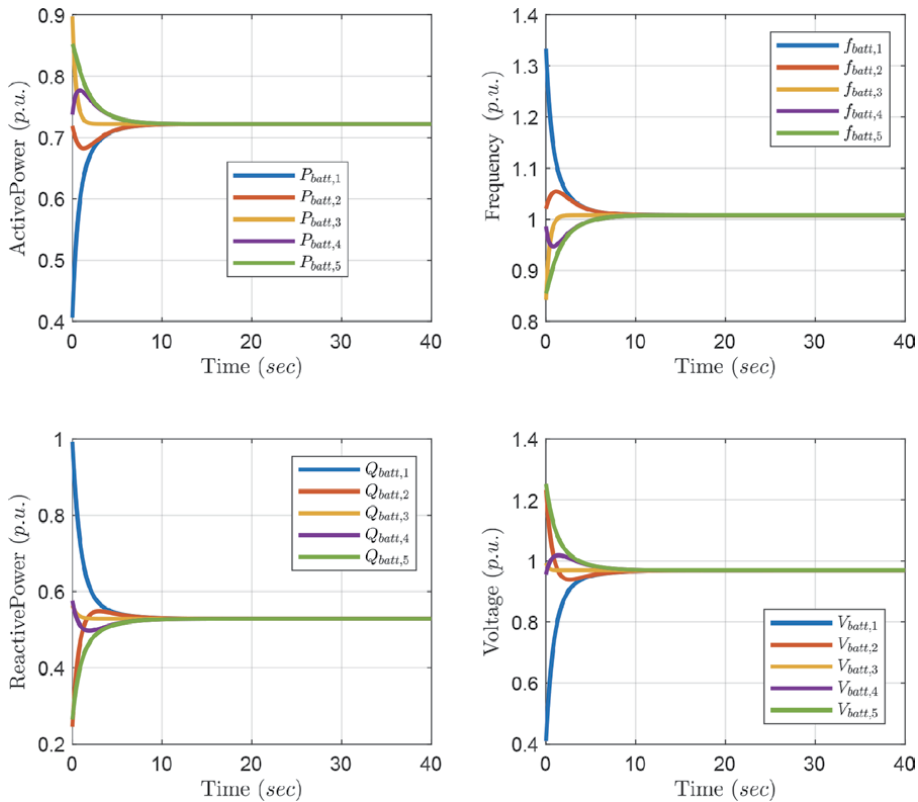 0.9
0.8
0.7
0.6
0.5
0.4
ActivePower (p.u.)
P_batt,1
P_batt,2
P_batt,3
P_batt,4
P_batt,5
0 10 20 30 40
Time (sec)
1.4
1.3
1.2
1.1
1
0.9
0.8
Frequency (p.u.)
f_batt,1
f_batt,2
f_batt,3
f_batt,4
f_batt,5
0 10 20 30 40
Time (sec)
1
0.8
0.6
0.4
0.2
ReactivePower (p.u.)
Q_batt,1
Q_batt,2
Q_batt,3
Q_batt,4
Q_batt,5
0 10 20 30 40
Time (sec)
1.4
1.2
1
0.8
0.6
0.4
Voltage (p.u.)
V_batt,1
V_batt,2
V_batt,3
V_batt,4
V_batt,5
0 10 20 30 40
Time (sec)